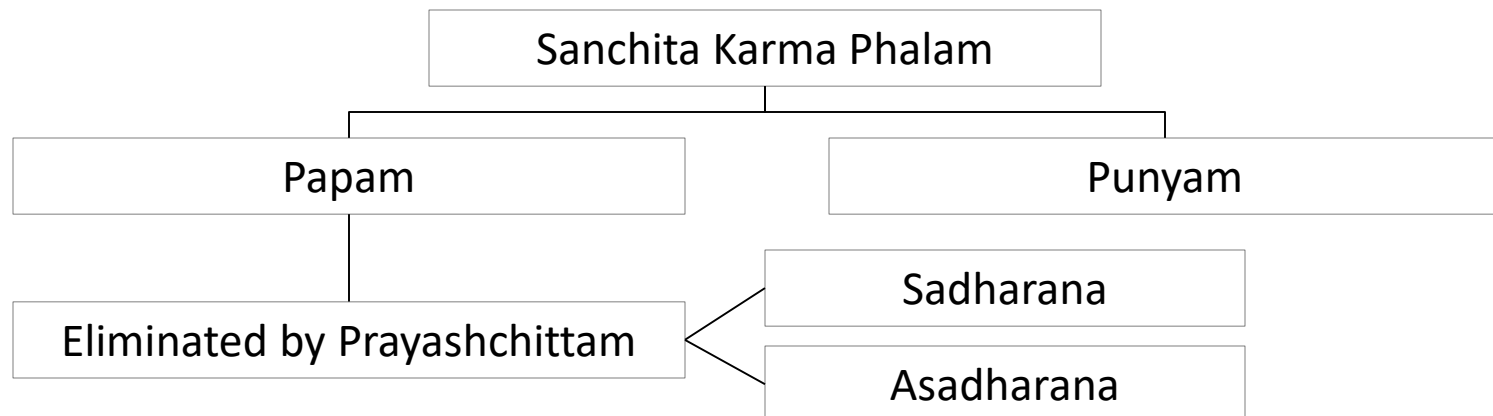 Sanchita Karma Phalam
Papam
Punyam
Eliminated by Prayashchittam
Sadharana
Asadharana